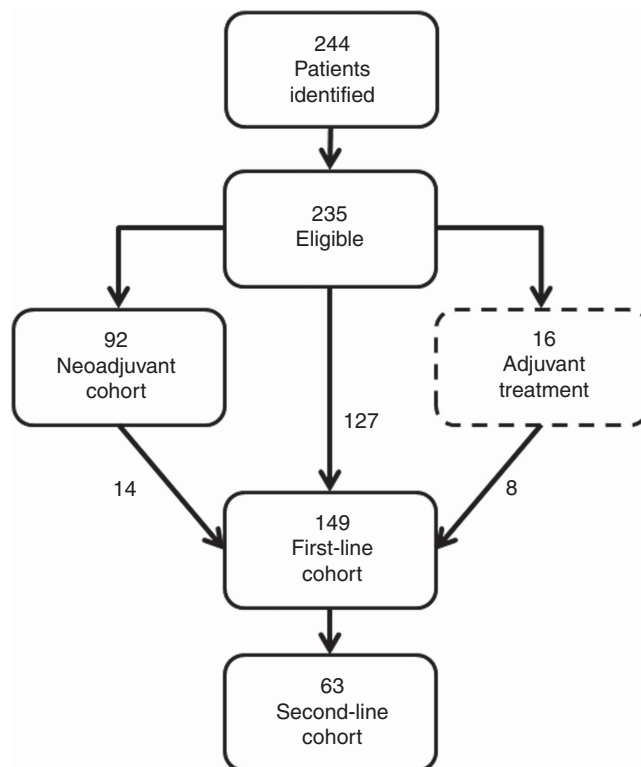 244
Patients
identified
235
Eligible
92
Neoadjuvant
cohort
16
Adjuvant
treatment
127
14
8
149
First-line
cohort
63
Second-line
cohort